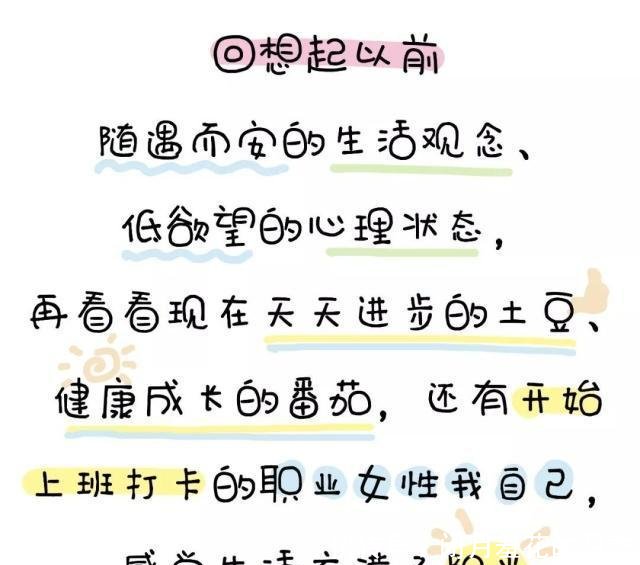 回想起以前
随遇而安的生活观念、
低欲望的心理状态，
再看看现在天天进步的土豆、
健康成长的番茄，还有开始
上班打卡的职业女性我自己，